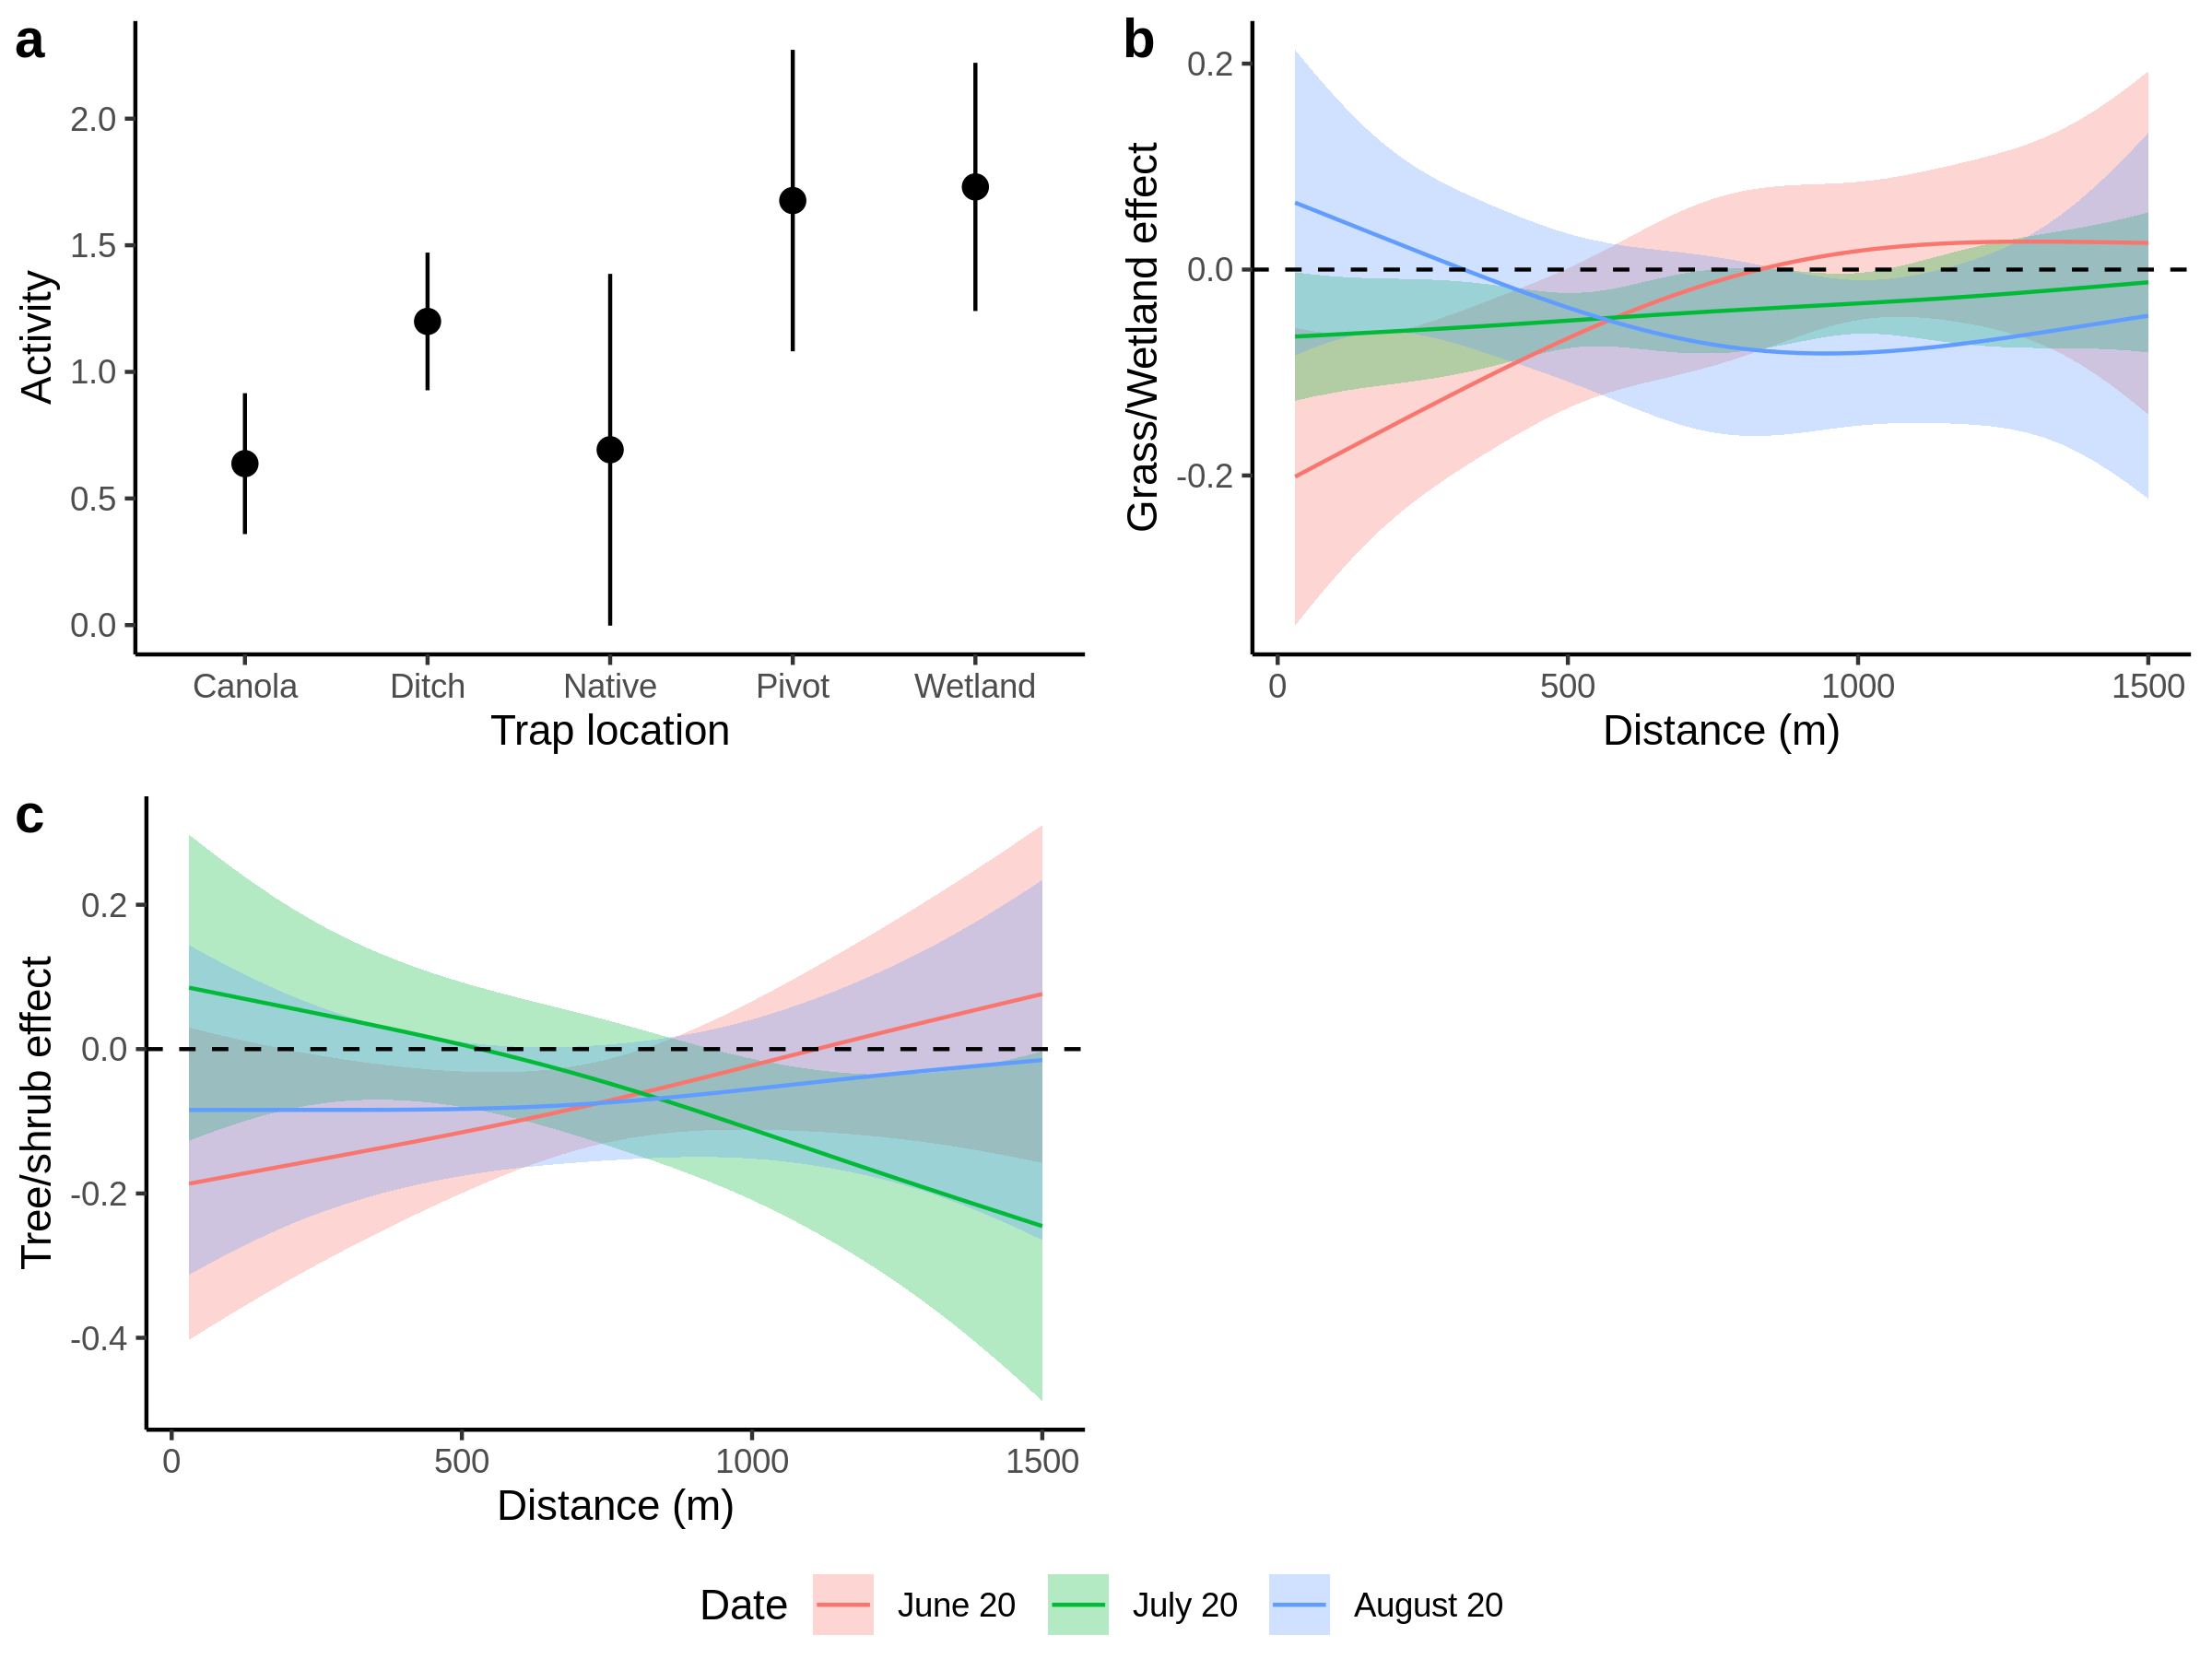 a
2.0
1.5
1.0
0.5
0.0
Activity
Canola Ditch Native Pivot Wetland
Trap location
b
0.2
0.0
-0.2
Grass/Wetland effect
0 500 1000 1500
Distance (m)
c
0.2
0.0
-0.2
-0.4
Tree/shrub effect
0 500 1000 1500
Distance (m)
Date June 20 July 20 August 20